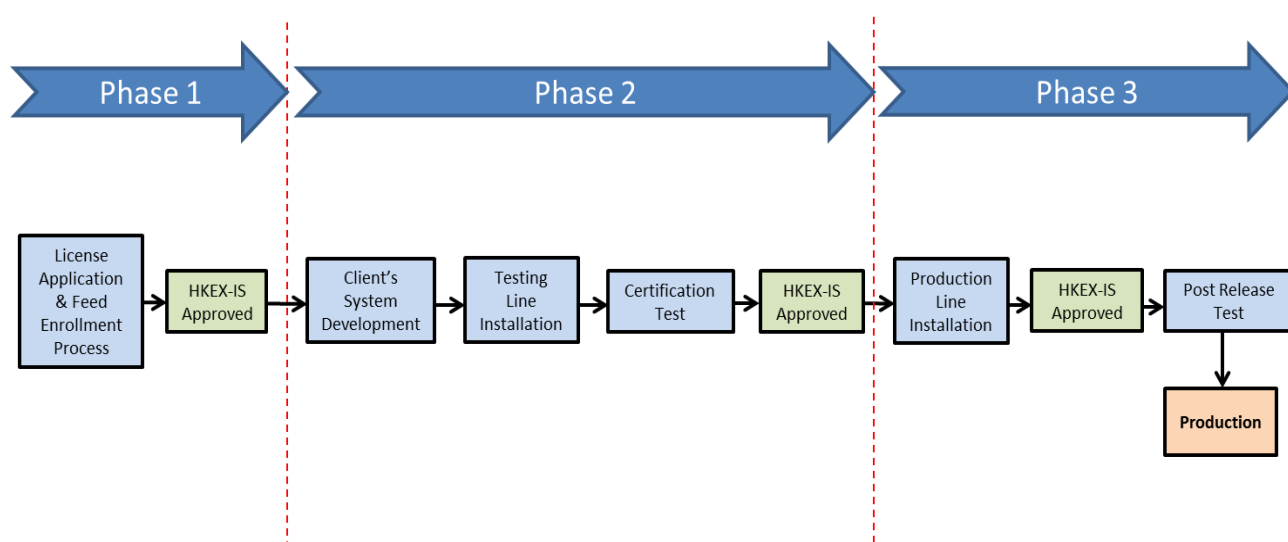 Phase 1
Phase 2
Phase 3
License
Application
& Feed
Enrollment
Process
HKEX-IS
Approved
Client's
System
Development
Testing
Line
Installation
Certification
Test
HKEX-IS
Approved
Production
Line
Installation
HKEX-IS
Approved
Post Release
Test
Production